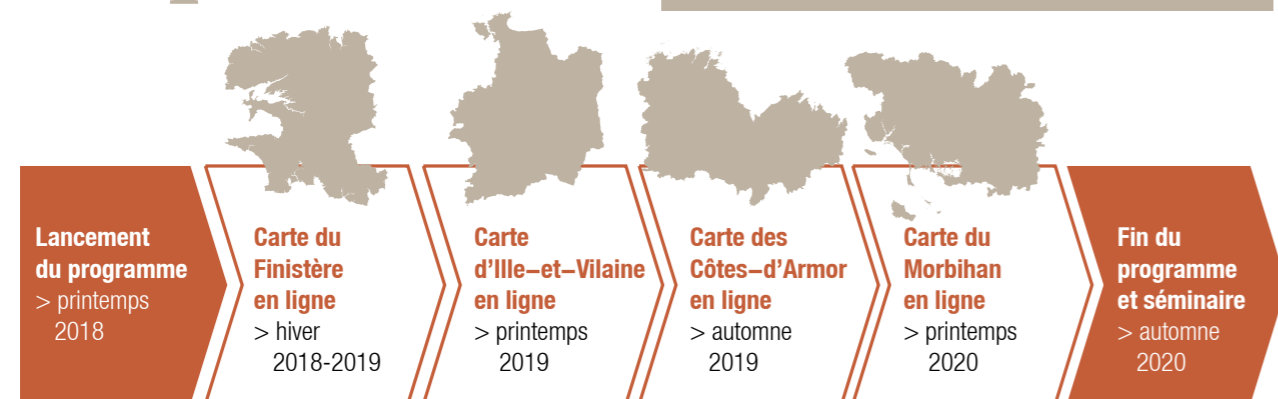 Lancement
du programme
> printemps
2018
Carte du
Finistère
en ligne
> hiver
2018-2019
Carte
d'Ille–et–Vilaine
en ligne
> printemps
2019
Carte des
Côtes–d'Armor
en ligne
> automne
2019
Carte du
Morbihan
en ligne
> printemps
2020
Fin du
programme
et séminaire
> automne
2020